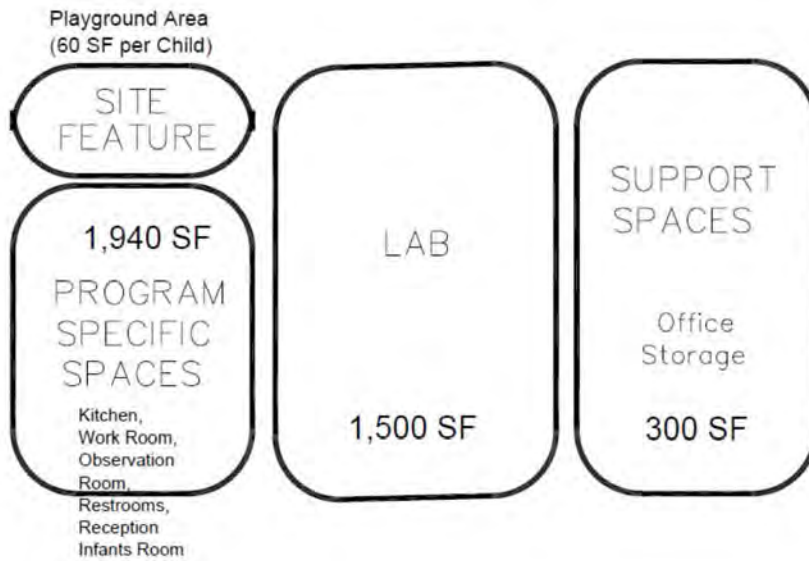 Playground Area
(60 SF per Child)
SITE
FEATURE
1,940 SF
PROGRAM
SPECIFIC
SPACES
Kitchen,
Work Room,
Observation
Room,
Restrooms,
Reception
Infants Room
LAB
1,500 SF
SUPPORT
SPACES
Office
Storage
300 SF